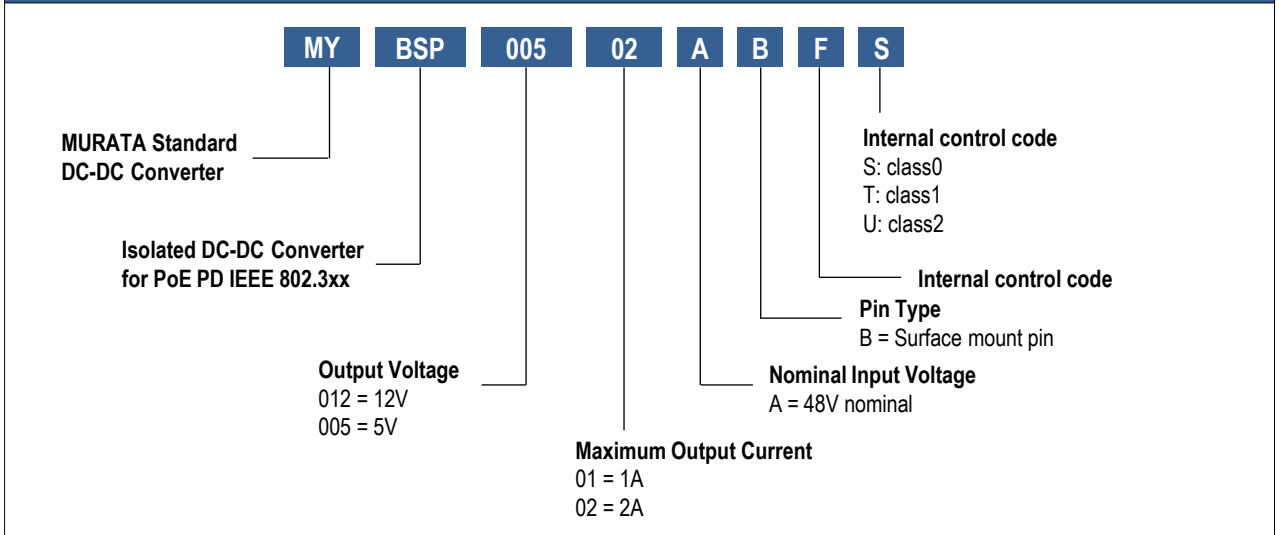 MY BSP 005 02 A B F S
MURATA Standard
DC-DC Converter
Isolated DC-DC Converter
for PoE PD IEEE 802.3xx
Output Voltage
012 = 12V
005 = 5V
Maximum Output Current
01 = 1A
02 = 2A
Nominal Input Voltage
A = 48V nominal
Pin Type
B = Surface mount pin
Internal control code
Internal control code
S: class0
T: class1
U: class2